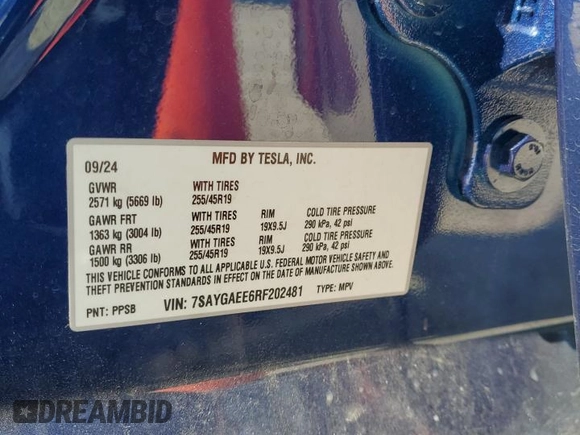 MFD BY TESLA, INC.
09/24
GVWR WITH TIRES
2571 kg (5669 lb) 255/45R19
GAWR FRT WITH TIRES RIM COLD TIRE PRESSURE
1363 kg (3004 lb) 255/45R19 19X9.5J 290 kPa, 42 psi
GAWR RR WITH TIRES RIM COLD TIRE PRESSURE
1500 kg (3306 lb) 255/45R19 19X9.5J 290 kPa, 42 psi
THIS VEHICLE CONFORMS TO ALL APPLICABLE U.S. FEDERAL MOTOR VEHICLE SAFETY AND
THEFT PREVENTION STANDARDS IN EFFECT ON THE DATE OF MANUFACTURE SHOWN ABOVE.
PNT: PPSB VIN: 7SAYGAEE6RF202481 TYPE: MPV
DREAMBID